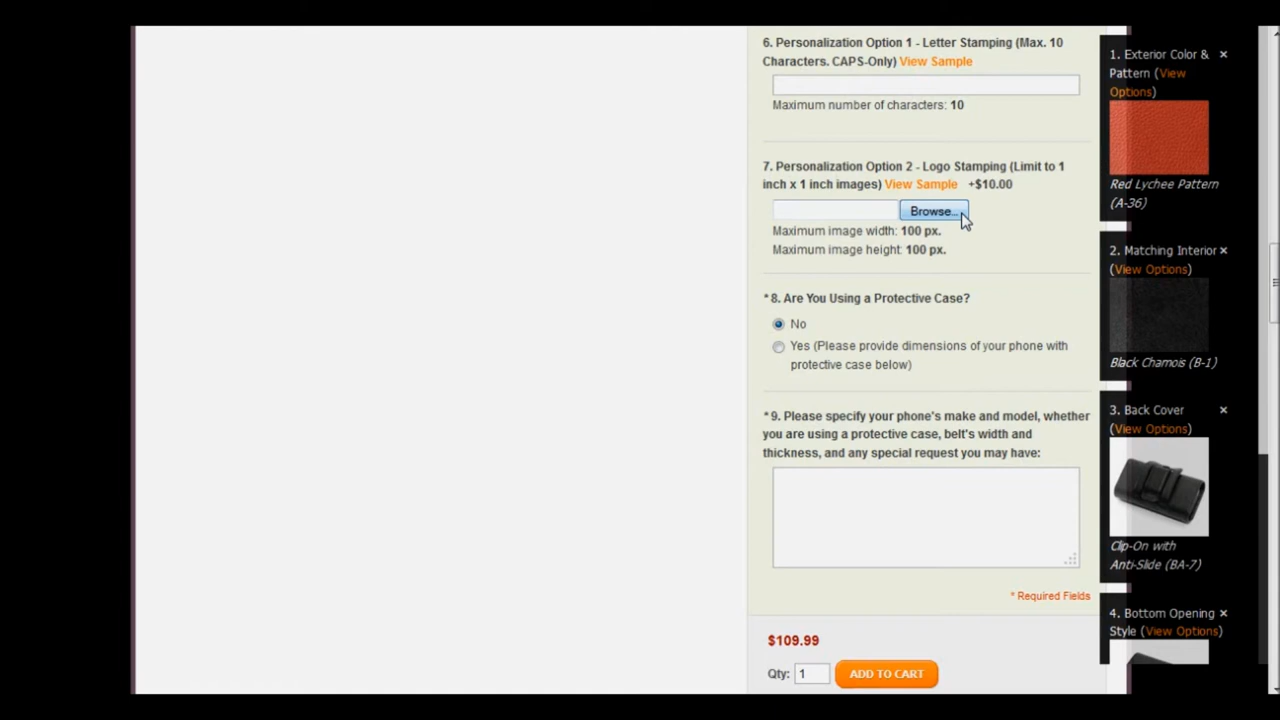 6. Personalization Option 1 - Letter Stamping (Max. 10
Characters. CAPS-Only) View Sample
Maximum number of characters: 10
7. Personalization Option 2 - Logo Stamping (Limit to 1
inch x 1 inch images) View Sample +$10.00
Browse...
Maximum image width: 100 px.
Maximum image height: 100 px.
*8. Are You Using a Protective Case?
No
Yes (Please provide dimensions of your phone with
protective case below)
*9. Please specify your phone's make and model, whether
you are using a protective case, belt's width and
thickness, and any special request you may have:
* Required Fields
$109.99
Qty: 1 ADD TO CART
1. Exterior Color & ×
Pattern (View
Options)
Red Lychee Pattern
(A-36)
2. Matching Interior ×
(View Options)
Black Chamois (B-1)
3. Back Cover ×
(View Options)
Clip-On with
Anti-Slide (BA-7)
4. Bottom Opening ×
Style (View Options)